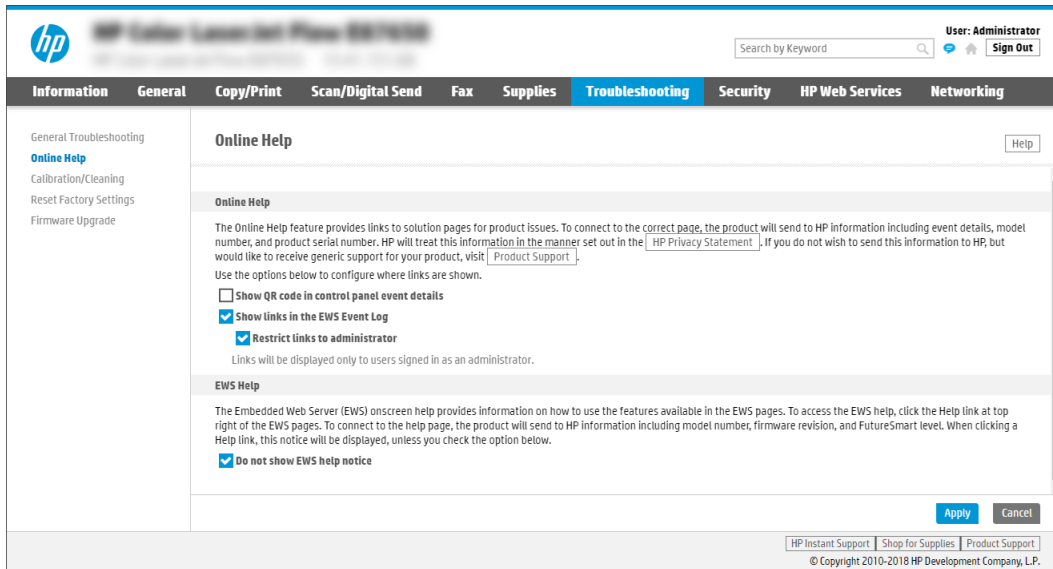 hp
User: Administrator
Search by Keyword
Sign Out
Information General Copy/Print Scan/Digital Send Fax Supplies Troubleshooting Security HP Web Services Networking
General Troubleshooting
Online Help
Calibration/Cleaning
Reset Factory Settings
Firmware Upgrade
Online Help
Help
Online Help
The Online Help feature provides links to solution pages for product issues. To connect to the correct page, the product will send to HP information including event details, model
number, and product serial number. HP will treat this information in the manner set out in the HP Privacy Statement . If you do not wish to send this information to HP, but
would like to receive generic support for your product, visit Product Support .
Use the options below to configure where links are shown.
Show QR code in control panel event details
Show links in the EWS Event Log
Restrict links to administrator
Links will be displayed only to users signed in as an administrator.
EWS Help
The Embedded Web Server (EWS) onscreen help provides information on how to use the features available in the EWS pages. To access the EWS help, click the Help link at top
right of the EWS pages. To connect to the help page, the product will send to HP information including model number, firmware revision, and FutureSmart level. When clicking a
Help link, this notice will be displayed, unless you check the option below.
Do not show EWS help notice
Apply Cancel
HP Instant Support Shop for Supplies Product Support
© Copyright 2010-2018 HP Development Company, L.P.